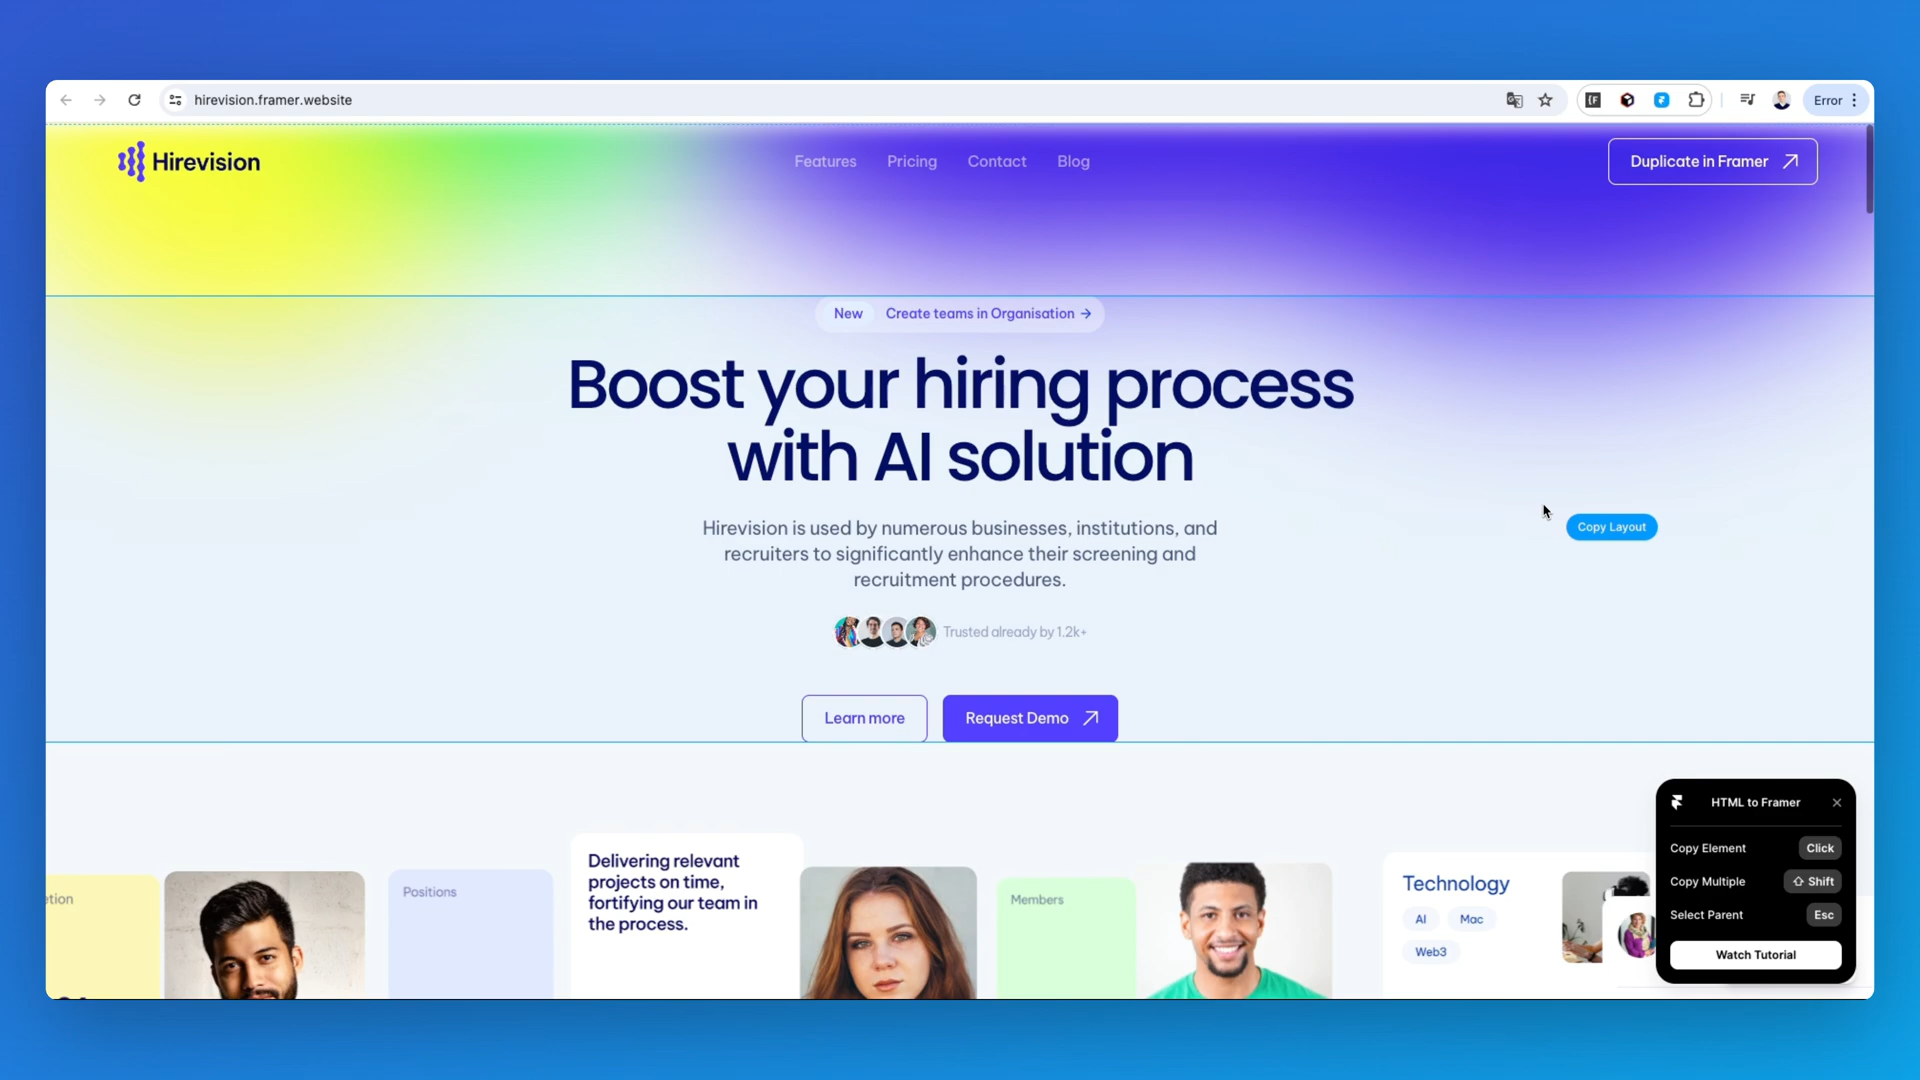 hirevision.framer.website
Error
Hirevision
Features
Pricing
Contact
Blog
Duplicate in Framer
New
Create teams in Organisation →
Boost your hiring process
with AI solution
Copy Layout
Hirevision is used by numerous businesses, institutions, and
recruiters to significantly enhance their screening and
recruitment procedures.
Trusted already by 1.2k+
Learn more
Request Demo
HTML to Framer
Copy Element
Click
Copy Multiple
Shift
Select Parent
Esc
Watch Tutorial
etion
Positions
Delivering relevant
projects on time,
fortifying our team in
the process.
Members
Technology
AI
Mac
Web3